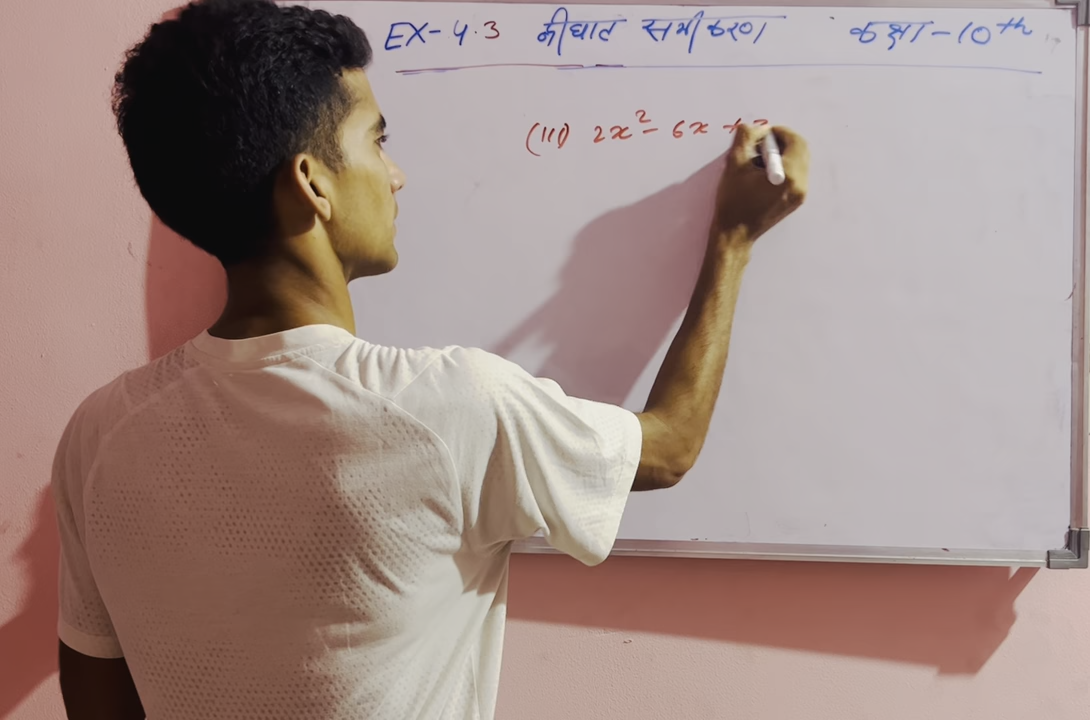 EX-4.3 द्वीघात समीकरण कक्षा-10th
(III) 2x²- 6x + 3